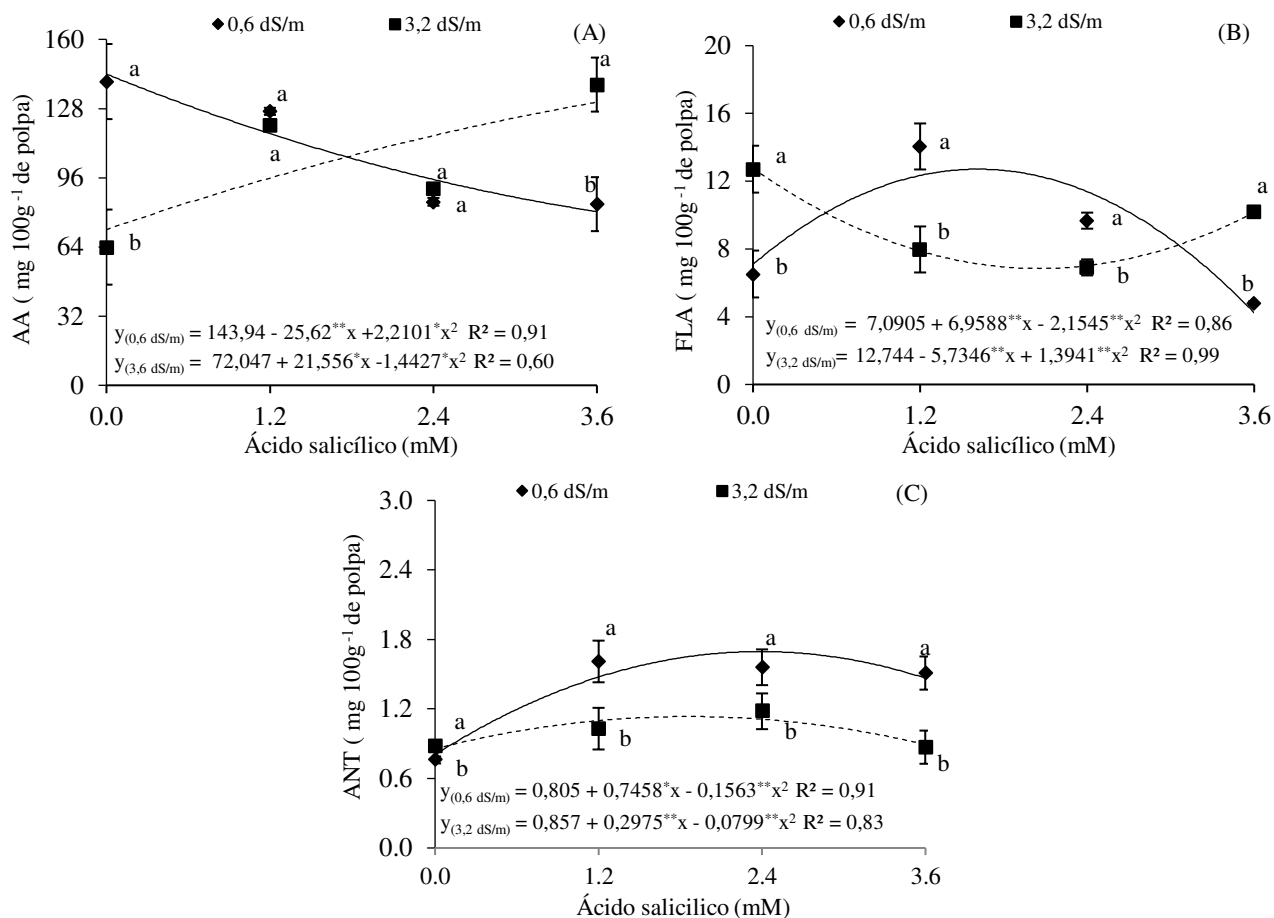 0,6 dS/m 3,2 dS/m (A)
160
128
96
64
32
0
AA ( mg 100g⁻¹ de polpa)
a
a
a
a
a
a
b
b
y(0,6 dS/m) = 143,94 - 25,62**x +2,2101*x² R² = 0,91
y(3,6 dS/m) = 72,047 + 21,556*x -1,4427*x² R² = 0,60
0.0 1.2 2.4 3.6
Ácido salicílico (mM)
0,6 dS/m 3,2 dS/m (B)
20
16
12
8
4
0
FLA ( mg 100g⁻¹ de polpa)
a
a
a
a
b
b
b
b
y(0,6 dS/m) = 7,0905 + 6,9588**x - 2,1545**x² R² = 0,86
y(3,2 dS/m)= 12,744 - 5,7346**x + 1,3941**x² R² = 0,99
0.0 1.2 2.4 3.6
Ácido salicílico (mM)
0,6 dS/m 3,2 dS/m (C)
3.0
2.4
1.8
1.2
0.6
0.0
ANT ( mg 100g⁻¹ de polpa)
a
a
a
a
b
b
b
b
y(0,6 dS/m) = 0,805 + 0,7458*x - 0,1563**x² R² = 0,91
y(3,2 dS/m) = 0,857 + 0,2975**x - 0,0799**x² R² = 0,83
0.0 1.2 2.4 3.6
Ácido salicilico (mM)